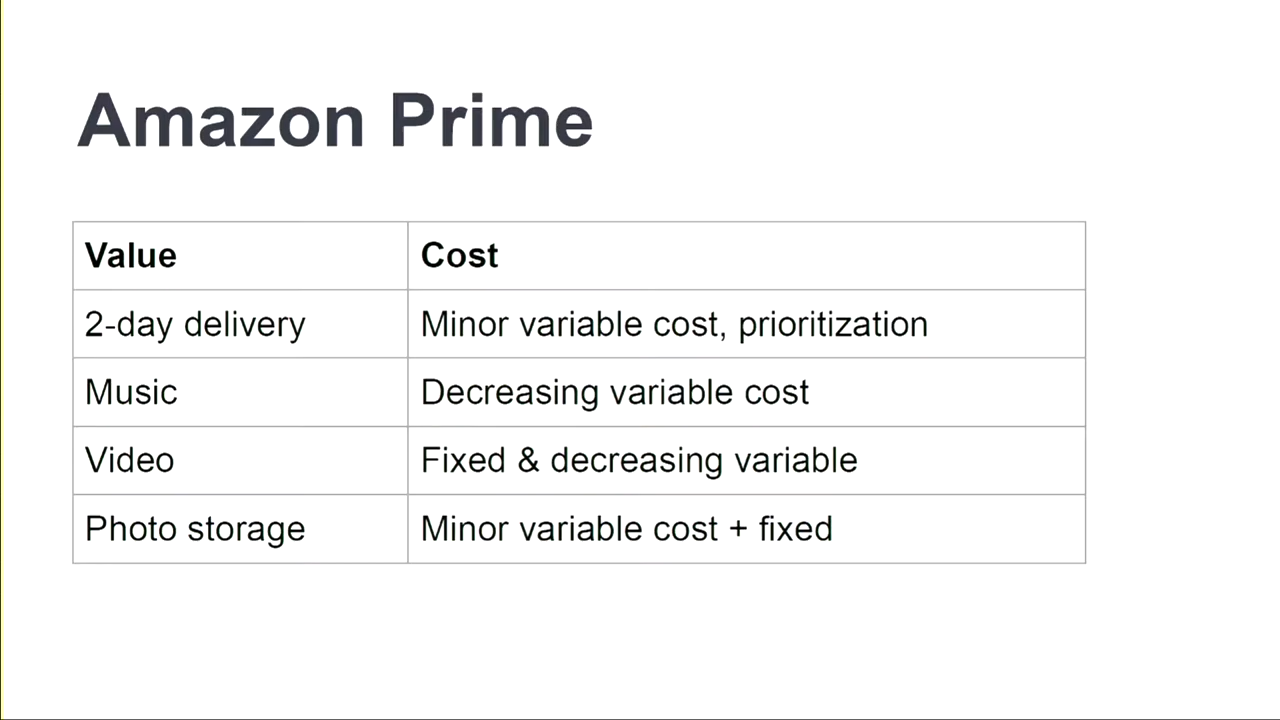 Amazon Prime
Value Cost
2-day delivery Minor variable cost, prioritization
Music Decreasing variable cost
Video Fixed & decreasing variable
Photo storage Minor variable cost + fixed